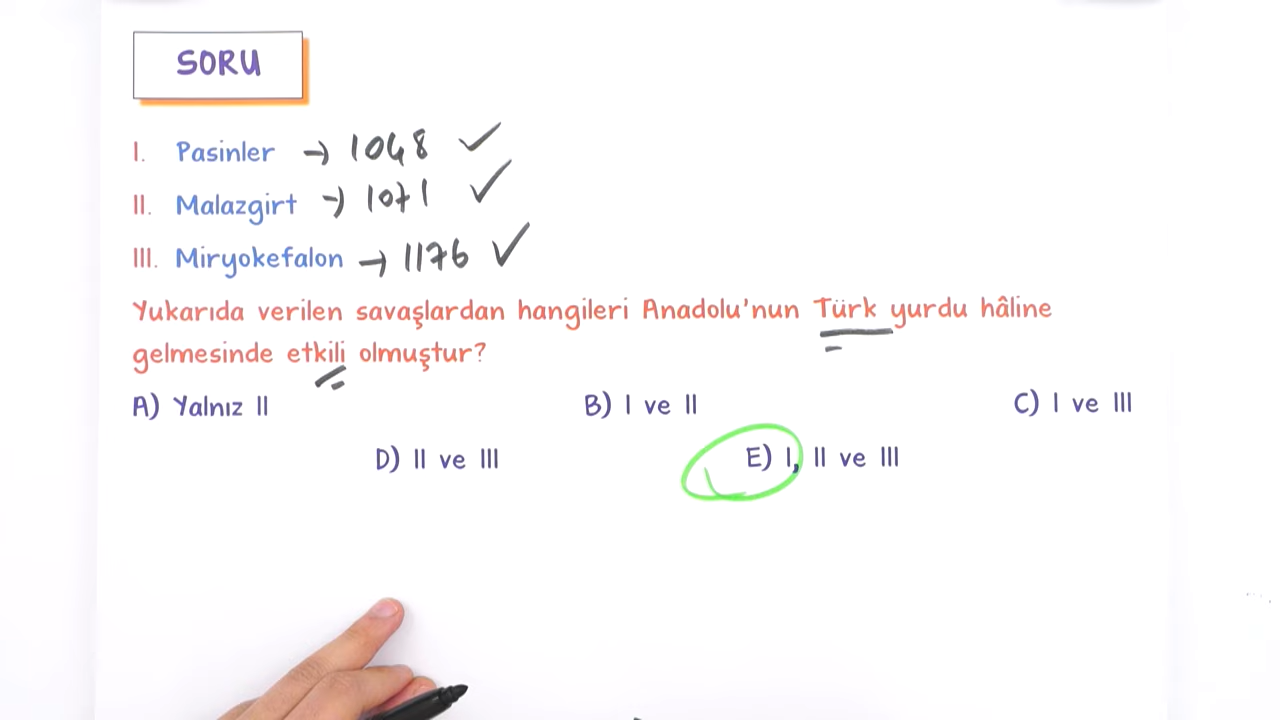 SORU
I. Pasinler → 1048 ✓
II. Malazgirt → 1071 ✓
III. Miryokefalon → 1176 ✓
Yukarıda verilen savaşlardan hangileri Anadolu'nun Türk yurdu hâline
gelmesinde etkili olmuştur?
A) Yalnız II B) I ve II C) I ve III
D) II ve III E) I, II ve III